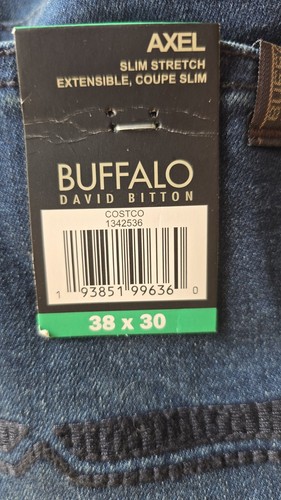 AXEL
SLIM STRETCH
EXTENSIBLE, COUPE SLIM
BUFFALO
DAVID BITTON
COSTCO
1342536
1 93851 99636 0
38 x 30